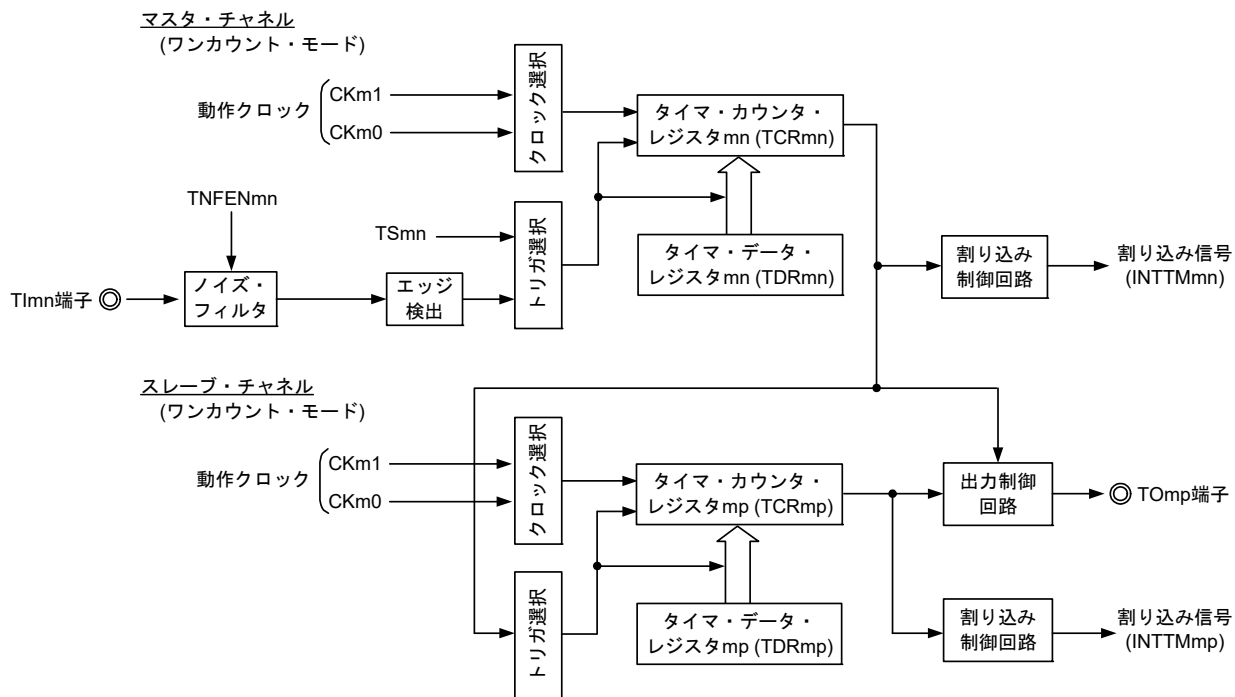 マスタ・チャネル
(ワンカウント・モード)
動作クロック
CKm1
CKm0
クロック選択
タイマ・カウンタ・
レジスタmn (TCRmn)
TNFENmn
TSmn
トリガ選択
タイマ・データ・
レジスタmn (TDRmn)
割り込み
制御回路
割り込み信号
(INTTMmn)
TImn端子
ノイズ・
フィルタ
エッジ
検出
スレーブ・チャネル
(ワンカウント・モード)
動作クロック
CKm1
CKm0
クロック選択
タイマ・カウンタ・
レジスタmp (TCRmp)
出力制御
回路
TOmp端子
トリガ選択
タイマ・データ・
レジスタmp (TDRmp)
割り込み
制御回路
割り込み信号
(INTTMmp)